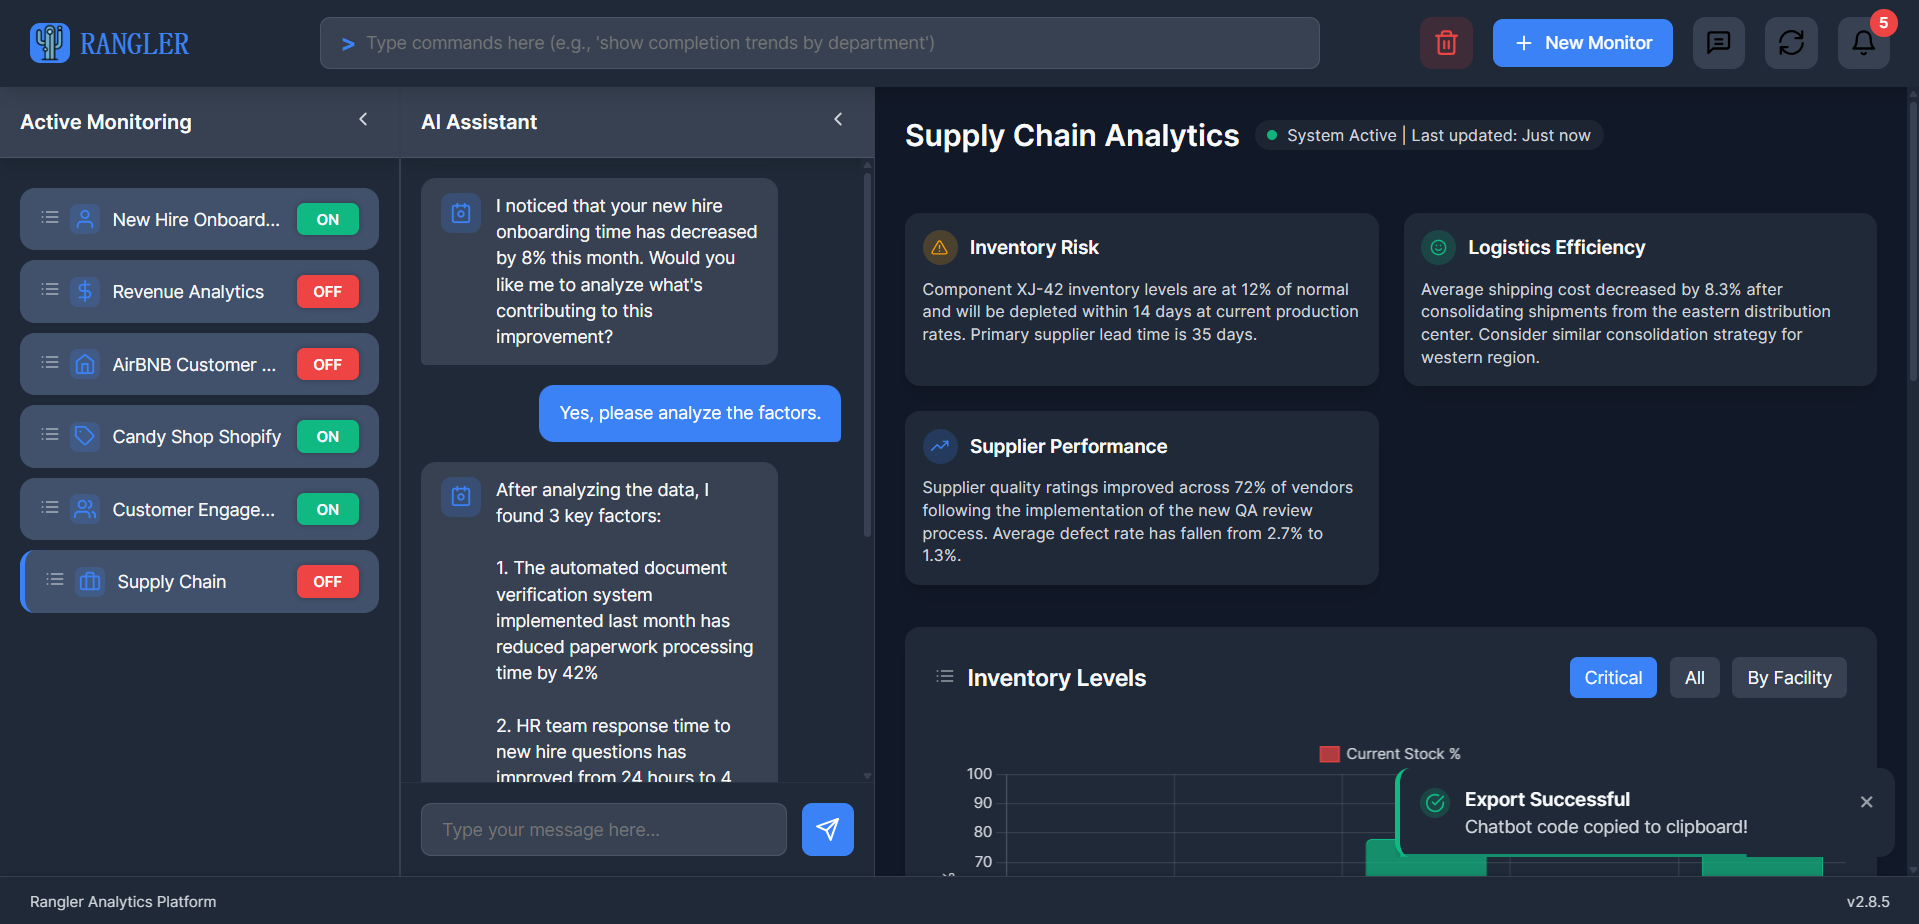 RANGLER
> Type commands here (e.g., 'show completion trends by department')
New Monitor
5
Active Monitoring
New Hire Onboard...
ON
Revenue Analytics
OFF
AirBNB Customer ...
OFF
Candy Shop Shopify
ON
Customer Engage...
ON
Supply Chain
OFF
AI Assistant
I noticed that your new hire
onboarding time has decreased
by 8% this month. Would you
like me to analyze what's
contributing to this
improvement?
Yes, please analyze the factors.
After analyzing the data, I
found 3 key factors:
1. The automated document
verification system
implemented last month has
reduced paperwork processing
time by 42%
2. HR team response time to
new hire questions has
improved from 24 hours to 4
Type your message here...
Supply Chain Analytics
System Active | Last updated: Just now
Inventory Risk
Component XJ-42 inventory levels are at 12% of normal
and will be depleted within 14 days at current production
rates. Primary supplier lead time is 35 days.
Logistics Efficiency
Average shipping cost decreased by 8.3% after
consolidating shipments from the eastern distribution
center. Consider similar consolidation strategy for
western region.
Supplier Performance
Supplier quality ratings improved across 72% of vendors
following the implementation of the new QA review
process. Average defect rate has fallen from 2.7% to
1.3%.
Inventory Levels
Critical
All
By Facility
Current Stock %
100
90
80
70
Export Successful
Chatbot code copied to clipboard!
Rangler Analytics Platform
v2.8.5